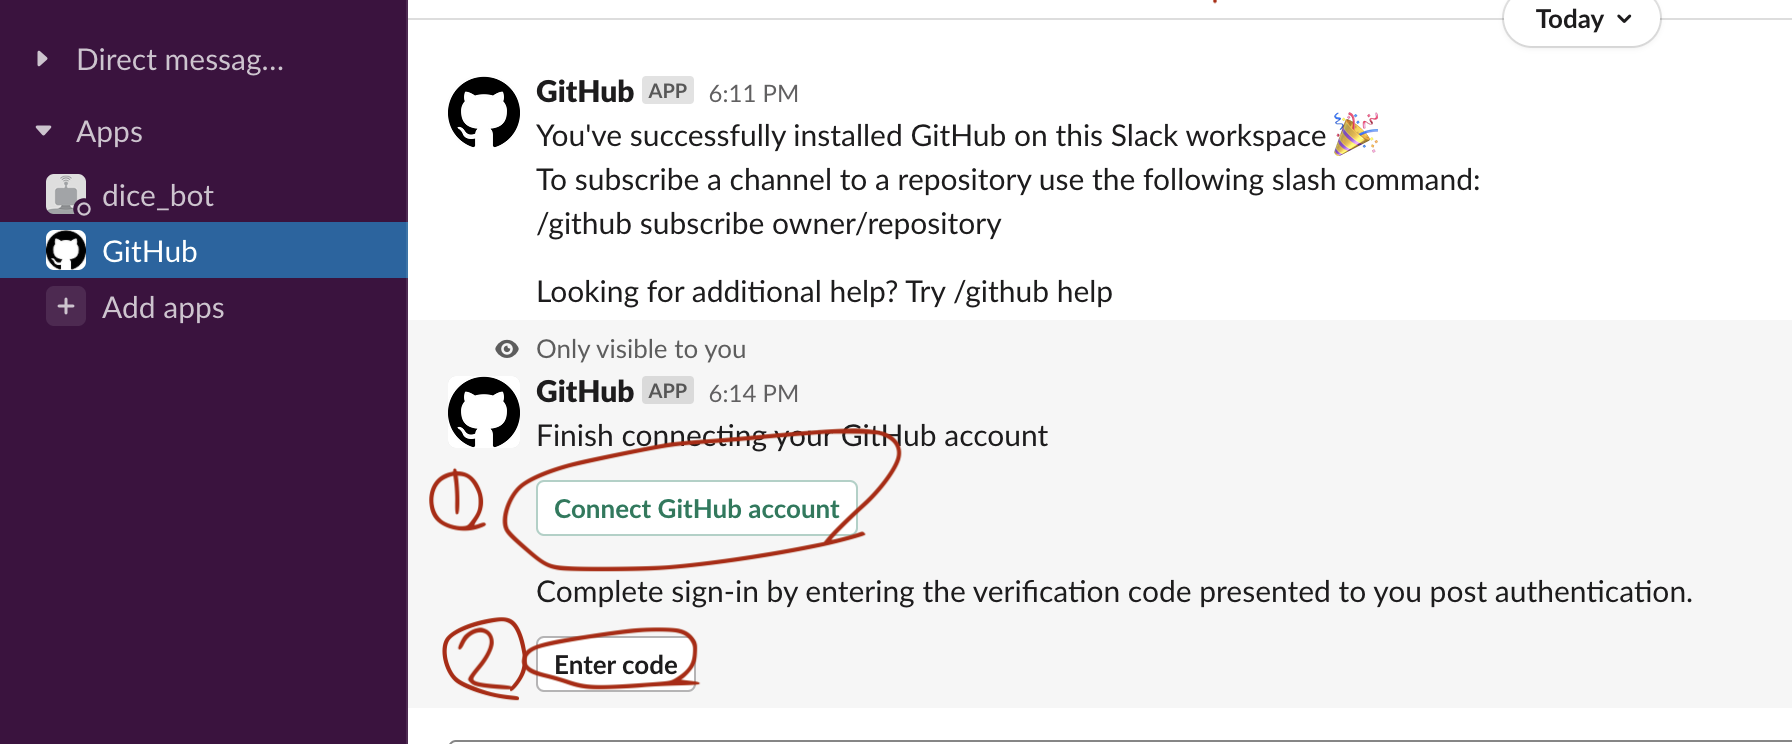 Today
Direct messag...
Apps
dice_bot
GitHub
Add apps
GitHub APP 6:11 PM
You've successfully installed GitHub on this Slack workspace
To subscribe a channel to a repository use the following slash command:
/github subscribe owner/repository
Looking for additional help? Try /github help
Only visible to you
GitHub APP 6:14 PM
Finish connecting your GitHub account
1 Connect GitHub account
Complete sign-in by entering the verification code presented to you post authentication.
2 Enter code